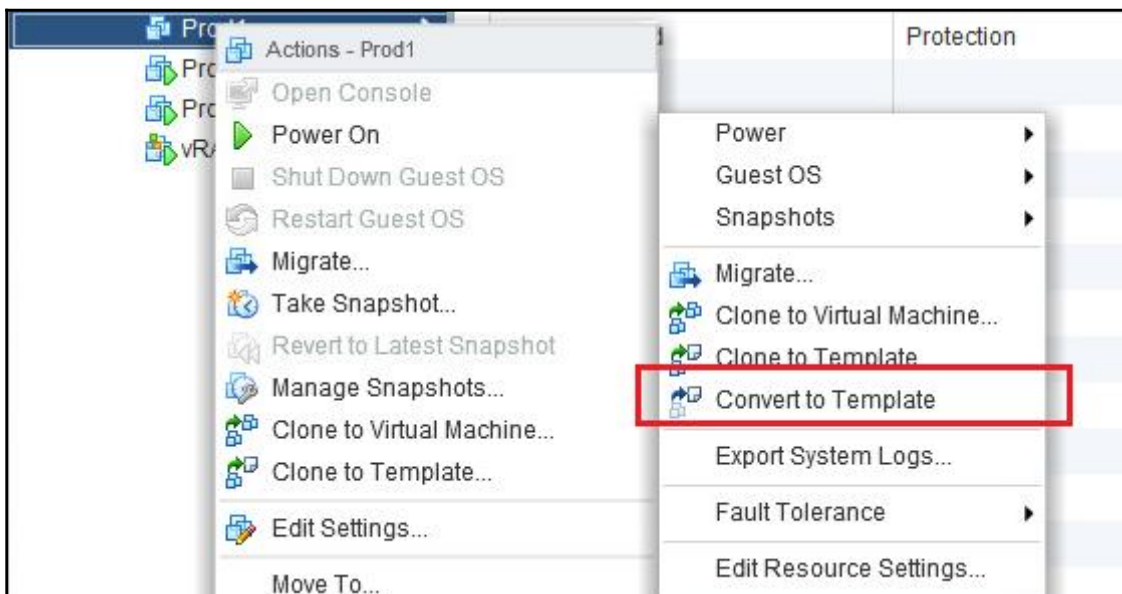 Protection
Actions - Prod1
Open Console
Power On
Shut Down Guest OS
Restart Guest OS
Migrate...
Take Snapshot...
Revert to Latest Snapshot
Manage Snapshots...
Clone to Virtual Machine...
Clone to Template...
Edit Settings...
Move To...
Power
Guest OS
Snapshots
Migrate...
Clone to Virtual Machine...
Clone to Template
Convert to Template
Export System Logs...
Fault Tolerance
Edit Resource Settings...